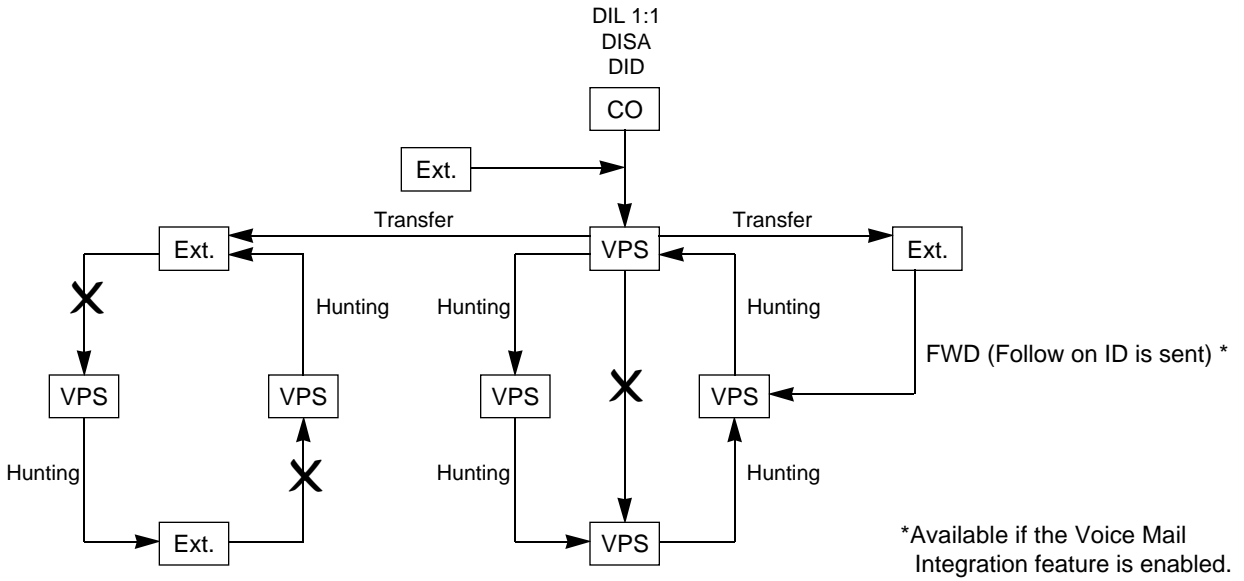 DIL 1:1
DISA
DID
CO
Ext.
Transfer
Transfer
Ext.
VPS
Ext.
Hunting
Hunting
Hunting
FWD (Follow on ID is sent) *
VPS
VPS
VPS
VPS
Hunting
Hunting
Hunting
Ext.
VPS
*Available if the Voice Mail
Integration feature is enabled.